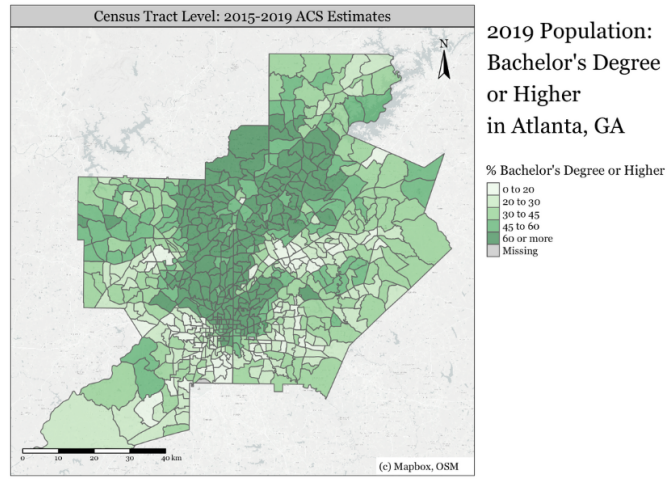 Census Tract Level: 2015-2019 ACS Estimates
N
2019 Population:
Bachelor's Degree
or Higher
in Atlanta, GA
% Bachelor's Degree or Higher
0 to 20
20 to 30
30 to 45
45 to 60
60 or more
Missing
0 10 20 30 40 km
(c) Mapbox, OSM